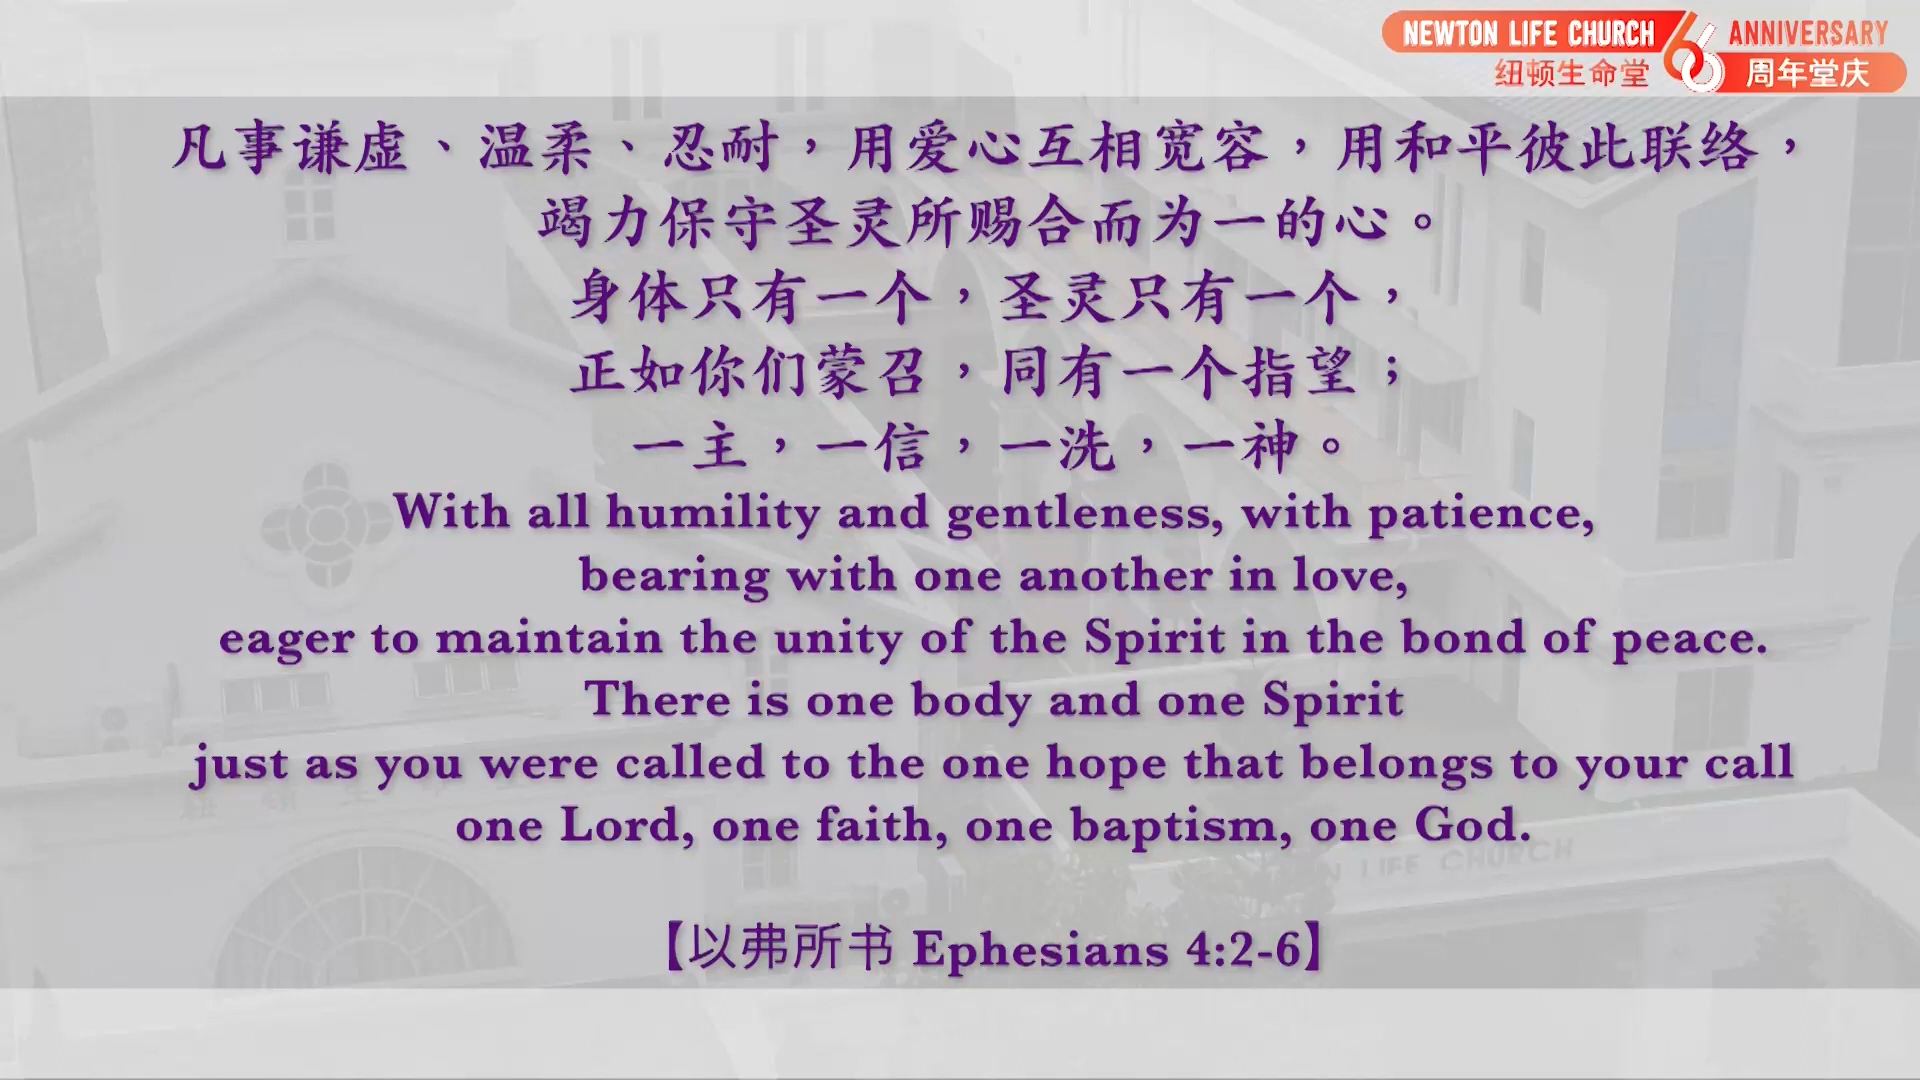 NEWTON LIFE CHURCH 66 ANNIVERSARY
纽顿生命堂 周年堂庆
凡事谦虚、温柔、忍耐，用爱心互相宽容，用和平彼此联络，
竭力保守圣灵所赐合而为一的心。
身体只有一个，圣灵只有一个，
正如你们蒙召，同有一个指望；
一主，一信，一洗，一神。
With all humility and gentleness, with patience,
bearing with one another in love,
eager to maintain the unity of the Spirit in the bond of peace.
There is one body and one Spirit
just as you were called to the one hope that belongs to your call
one Lord, one faith, one baptism, one God.
LIFE CHURCH
【以弗所书 Ephesians 4:2-6】